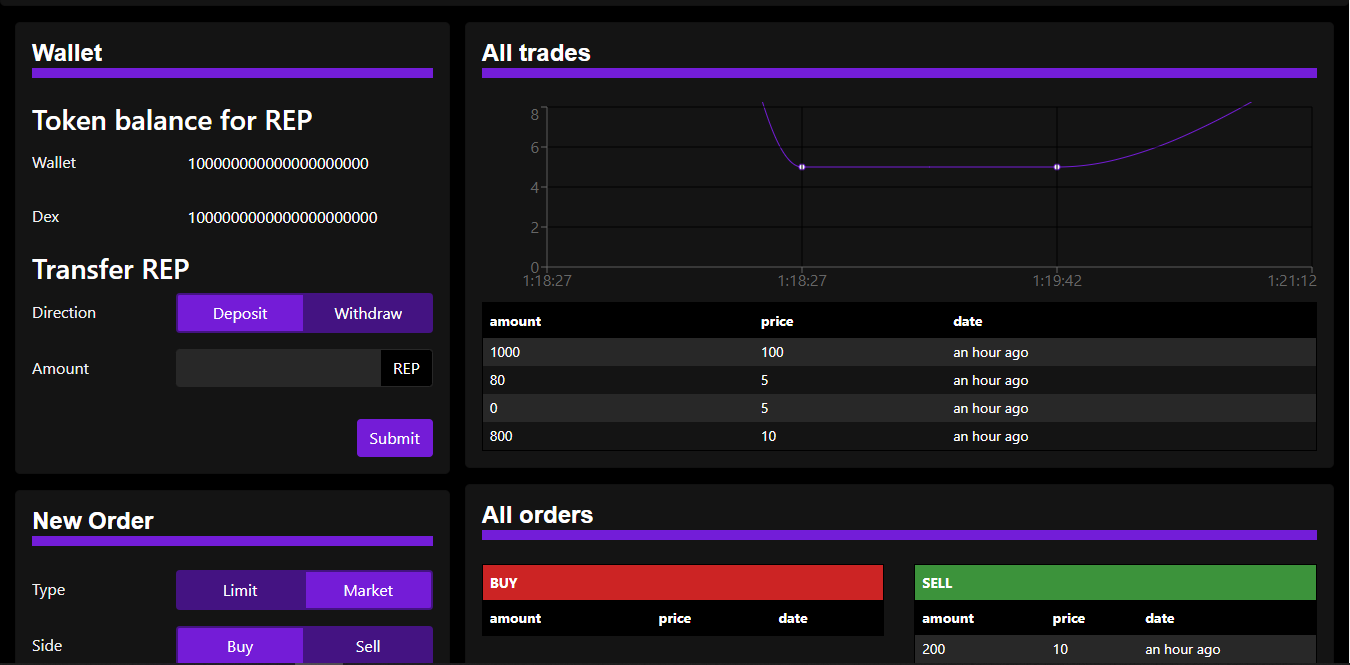 Wallet
Token balance for REP
Wallet 100000000000000000000
Dex 1000000000000000000000
Transfer REP
Direction Deposit Withdraw
Amount REP
Submit
New Order
Type Limit Market
Side Buy Sell
All trades
8
6
4
2
0
1:18:27 1:18:27 1:19:42 1:21:12
amount price date
1000 100 an hour ago
80 5 an hour ago
0 5 an hour ago
800 10 an hour ago
All orders
BUY
amount price date
SELL
amount price date
200 10 an hour ago